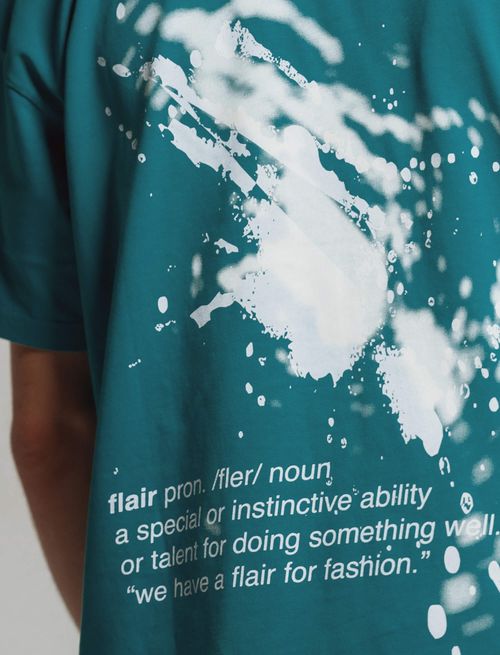 flair pron. /fler/ noun
a special or instinctive ability
or talent for doing something well.
“we have a flair for fashion.”